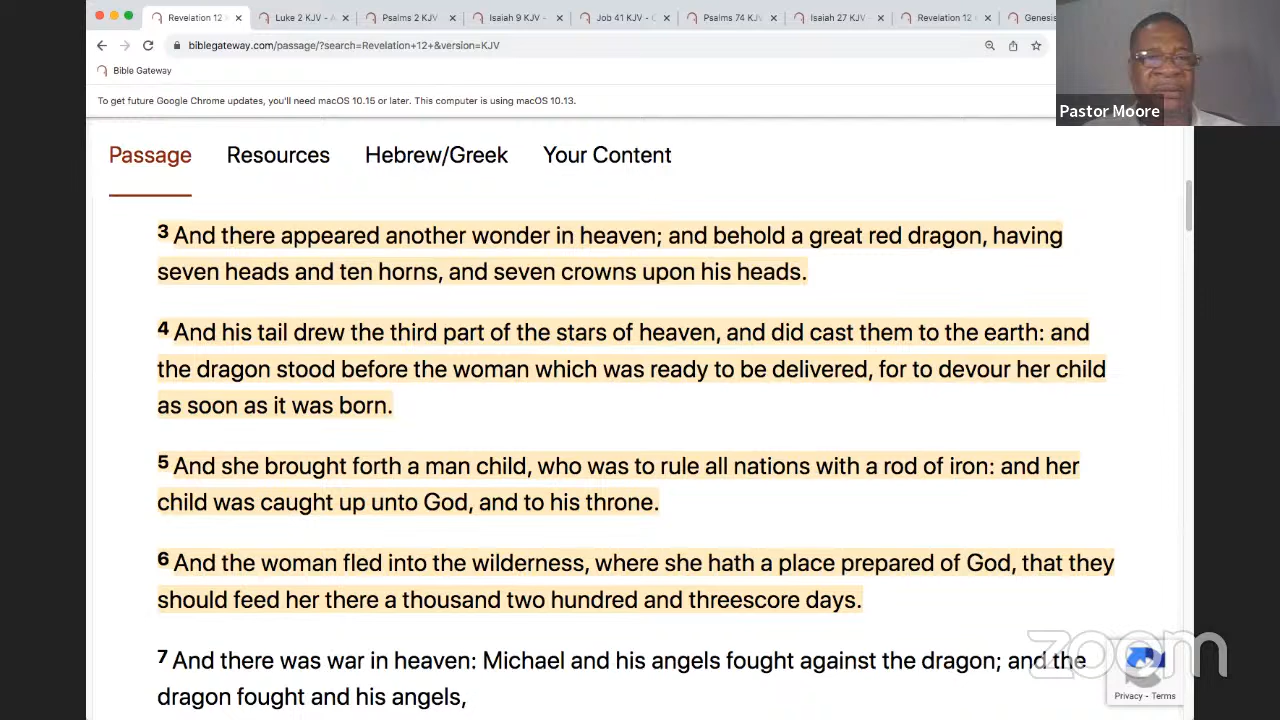 Revelation 12
Luke 2 KJV - A
Psalms 2 KJV
Isaiah 9 KJV -
Job 41 KJV -
Psalms 74 KJV
Isaiah 27 KJV
Revelation 12
Genesis
biblegateway.com/passage/?search=Revelation+12+&version=KJV
Bible Gateway
Pastor Moore
To get future Google Chrome updates, you'll need macOS 10.15 or later. This computer is using macOS 10.13.
Passage Resources Hebrew/Greek Your Content
3 And there appeared another wonder in heaven; and behold a great red dragon, having
seven heads and ten horns, and seven crowns upon his heads.
4 And his tail drew the third part of the stars of heaven, and did cast them to the earth: and
the dragon stood before the woman which was ready to be delivered, for to devour her child
as soon as it was born.
5 And she brought forth a man child, who was to rule all nations with a rod of iron: and her
child was caught up unto God, and to his throne.
6 And the woman fled into the wilderness, where she hath a place prepared of God, that they
should feed her there a thousand two hundred and threescore days.
7 And there was war in heaven: Michael and his angels fought against the dragon; and the
dragon fought and his angels,
zoom
Privacy - Terms